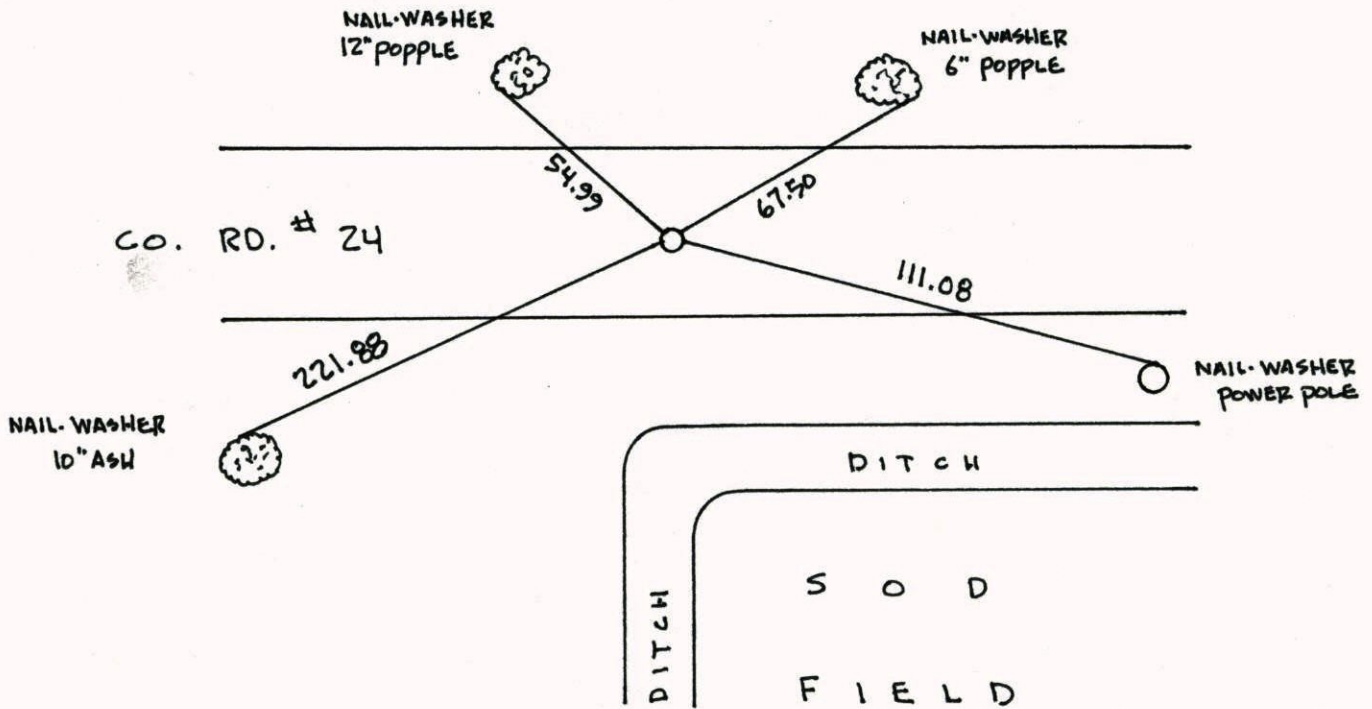 NAIL-WASHER
12" POPPLE
NAIL-WASHER
6" POPPLE
54.99
67.50
CO. RD. # 24
111.08
221.88
NAIL-WASHER
POWER POLE
NAIL-WASHER
10" ASH
DITCH
DITCH
SOD
FIELD